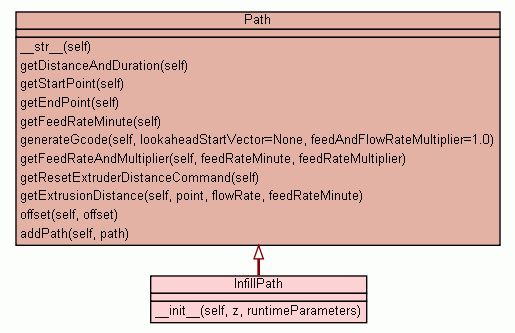 Path
__str__(self)
getDistanceAndDuration(self)
getStartPoint(self)
getEndPoint(self)
getFeedRateMinute(self)
generateGcode(self, lookaheadStartVector=None, feedAndFlowRateMultiplier=1.0)
getFeedRateAndMultiplier(self, feedRateMinute, feedRateMultiplier)
getResetExtruderDistanceCommand(self)
getExtrusionDistance(self, point, flowRate, feedRateMinute)
offset(self, offset)
addPath(self, path)
InfillPath
__init__(self, z, runtimeParameters)